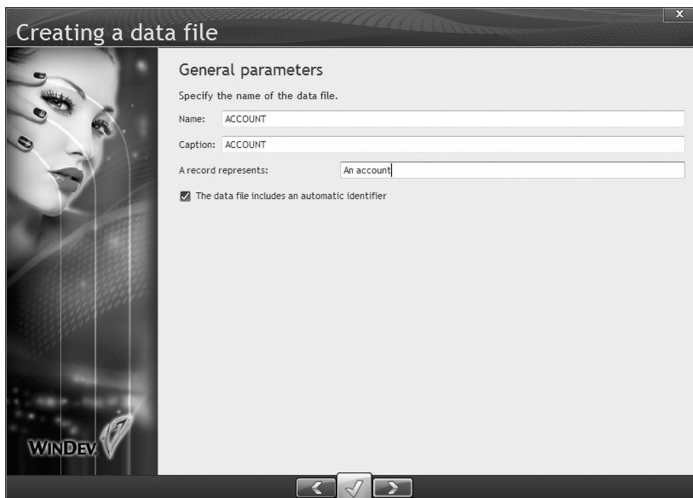 Creating a data file
x
General parameters
Specify the name of the data file.
Name: ACCOUNT
Caption: ACCOUNT
A record represents: An account
The data file includes an automatic identifier
WINDEV